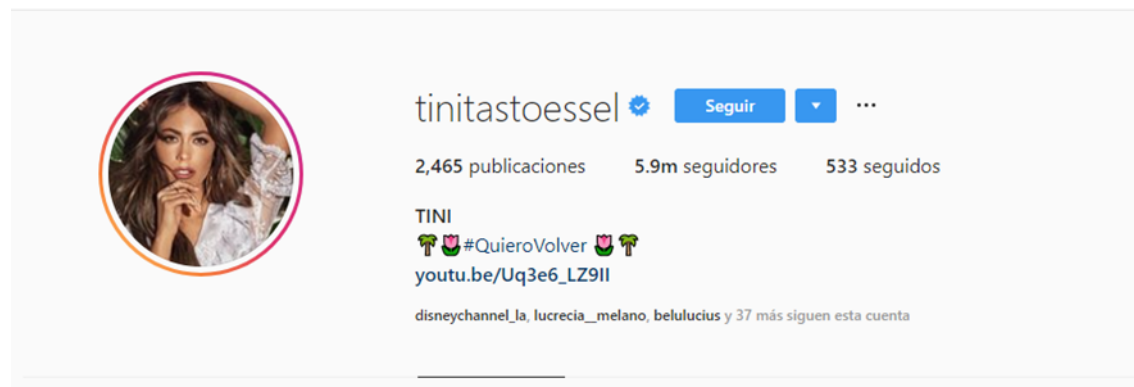 tinitastoessel Seguir ...
2,465 publicaciones 5.9m seguidores 533 seguidos
TINI
🌴🌷#QuieroVolver 🌷🌴
youtu.be/Uq3e6_LZ9II
disneychannel_la, lucrecia__melano, belulucius y 37 más siguen esta cuenta